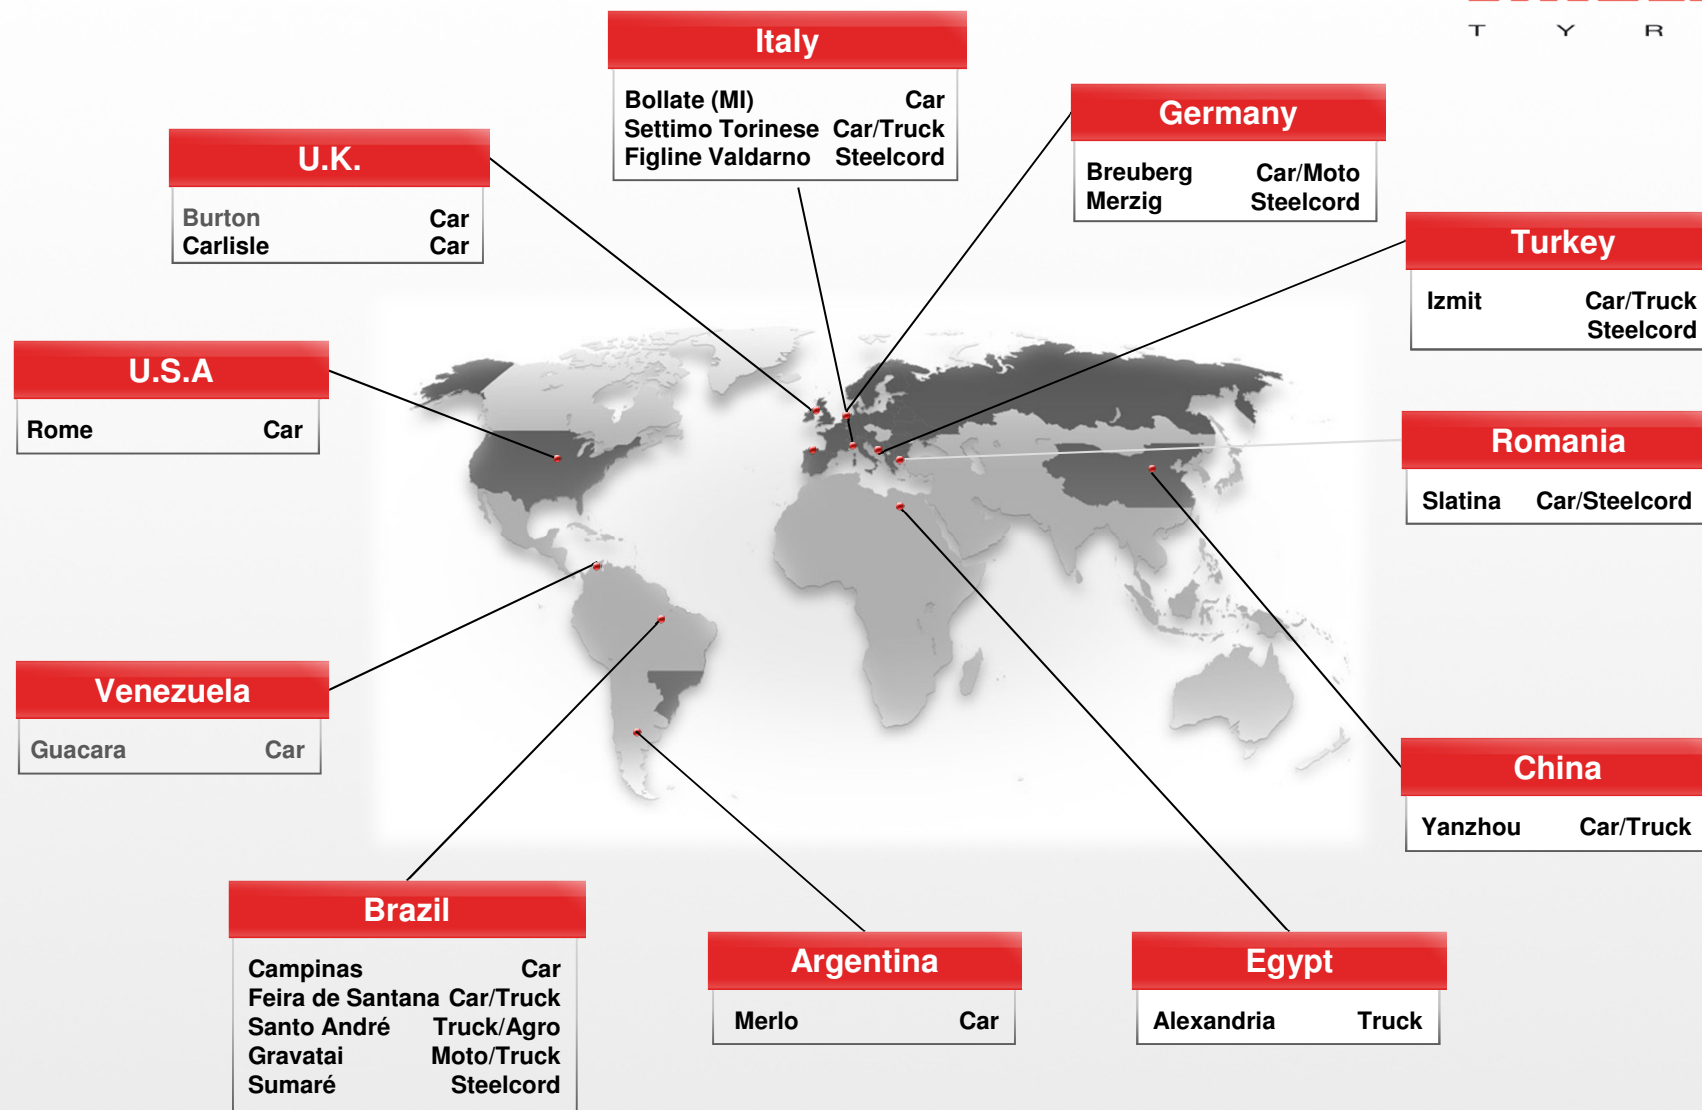 T Y R
Italy
Bollate (MI) Car
Settimo Torinese Car/Truck
Figline Valdarno Steelcord
Germany
Breuberg Car/Moto
Merzig Steelcord
U.K.
Burton Car
Carlisle Car
Turkey
Izmit Car/Truck
Steelcord
U.S.A
Rome Car
Romania
Slatina Car/Steelcord
Venezuela
Guacara Car
China
Yanzhou Car/Truck
Brazil
Campinas Car
Feira de Santana Car/Truck
Santo André Truck/Agro
Gravatai Moto/Truck
Sumaré Steelcord
Argentina
Merlo Car
Egypt
Alexandria Truck